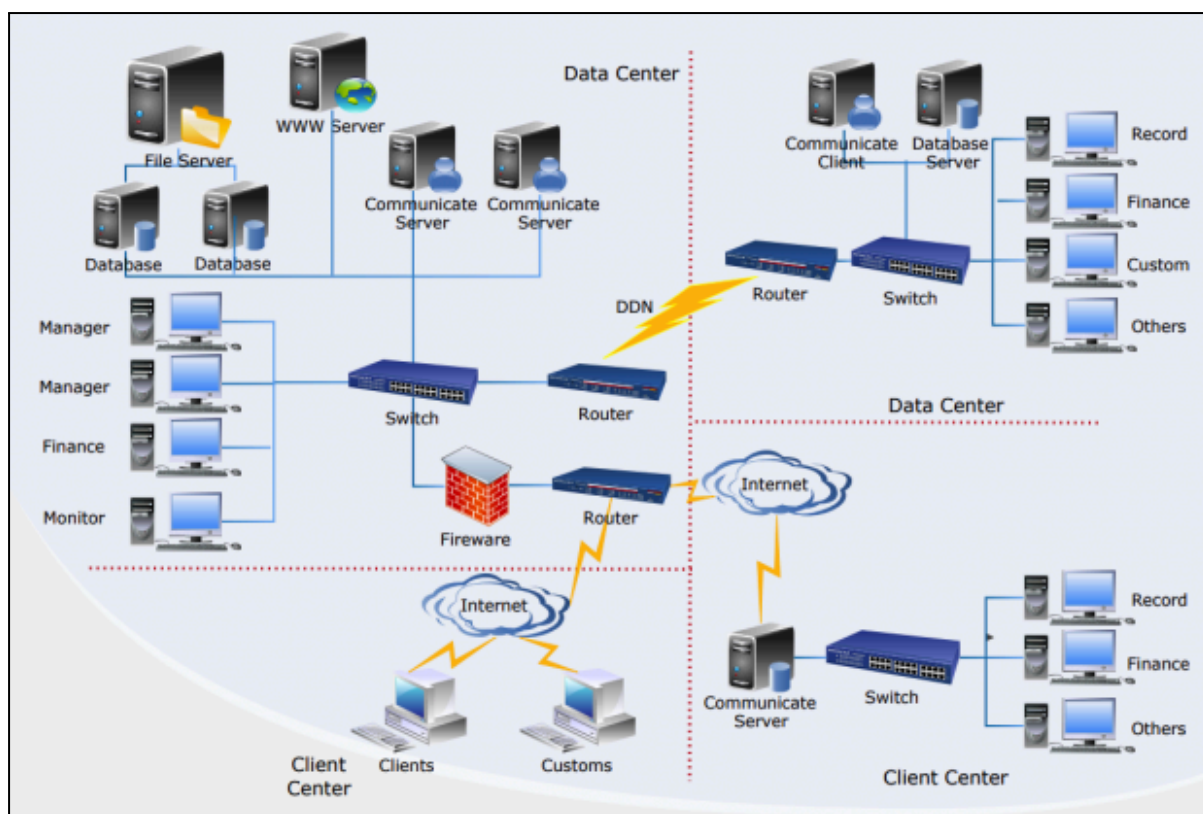 Data Center
WWW Server
File Server
Communicate
Server
Communicate
Server
Database
Database
Manager
Manager
Finance
Monitor
Switch
Router
DDN
Fireware
Router
Communicate
Client
Database
Server
Record
Finance
Custom
Others
Router
Switch
Data Center
Internet
Internet
Clients
Customs
Client
Center
Communicate
Server
Switch
Record
Finance
Others
Client Center